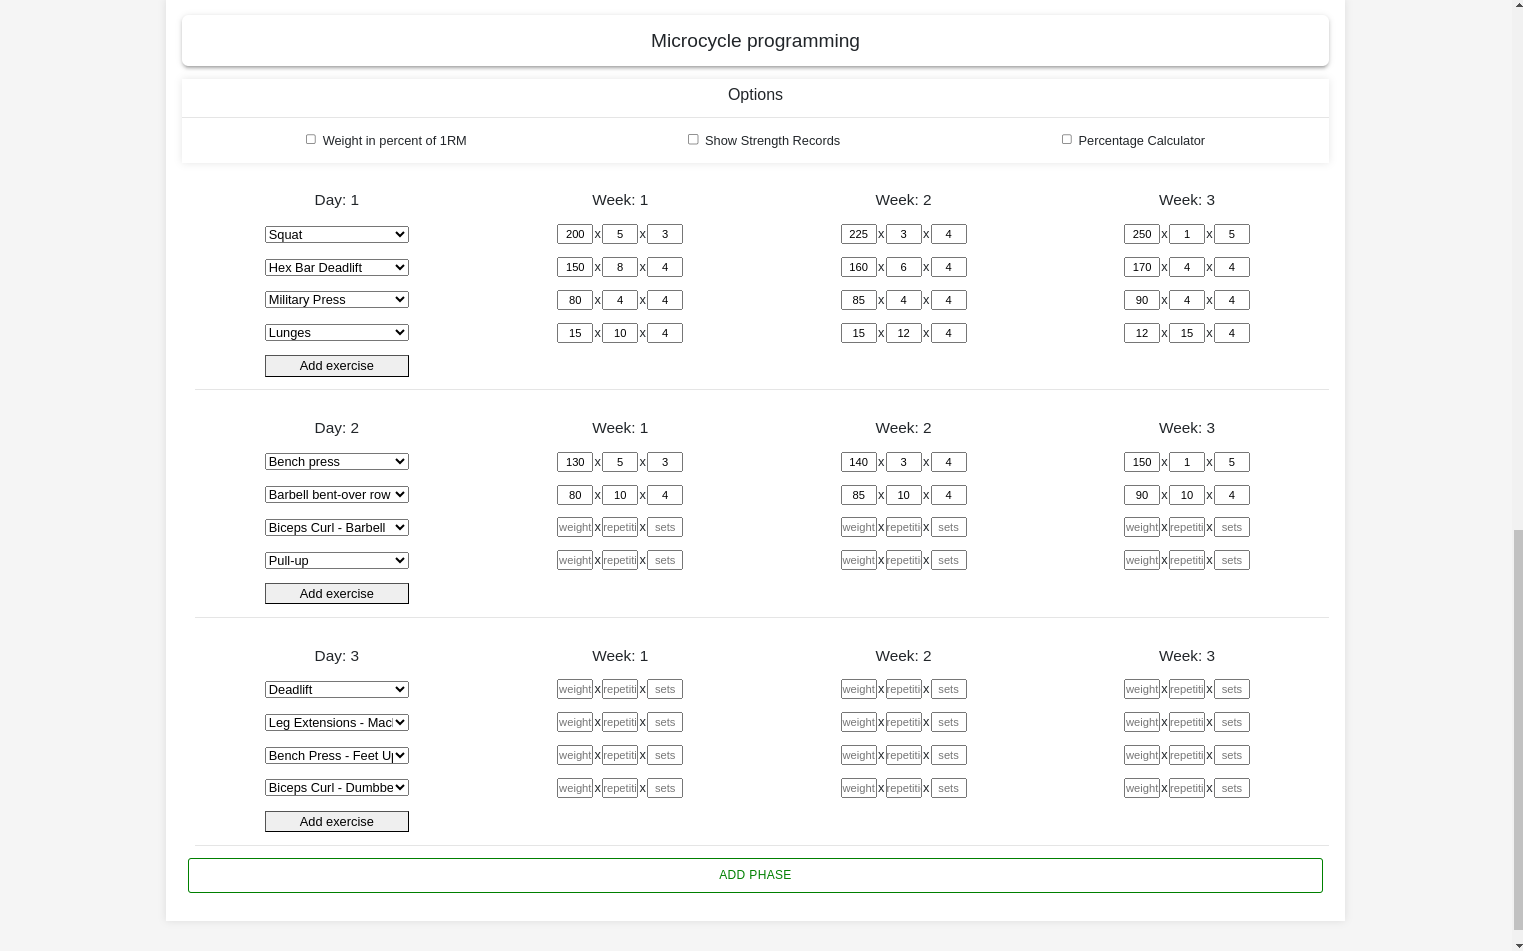 Microcycle programming
Options
Weight in percent of 1RM Show Strength Records Percentage Calculator
Day: 1 Week: 1 Week: 2 Week: 3
Squat 200 x 5 x 3 225 x 3 x 4 250 x 1 x 5
Hex Bar Deadlift 150 x 8 x 4 160 x 6 x 4 170 x 4 x 4
Military Press 80 x 4 x 4 85 x 4 x 4 90 x 4 x 4
Lunges 15 x 10 x 4 15 x 12 x 4 12 x 15 x 4
Add exercise
Day: 2 Week: 1 Week: 2 Week: 3
Bench press 130 x 5 x 3 140 x 3 x 4 150 x 1 x 5
Barbell bent-over row 80 x 10 x 4 85 x 10 x 4 90 x 10 x 4
Biceps Curl - Barbell weight x repetiti x sets weight x repetiti x sets weight x repetiti x sets
Pull-up weight x repetiti x sets weight x repetiti x sets weight x repetiti x sets
Add exercise
Day: 3 Week: 1 Week: 2 Week: 3
Deadlift weight x repetiti x sets weight x repetiti x sets weight x repetiti x sets
Leg Extensions - Mac weight x repetiti x sets weight x repetiti x sets weight x repetiti x sets
Bench Press - Feet U weight x repetiti x sets weight x repetiti x sets weight x repetiti x sets
Biceps Curl - Dumbbe weight x repetiti x sets weight x repetiti x sets weight x repetiti x sets
Add exercise
ADD PHASE